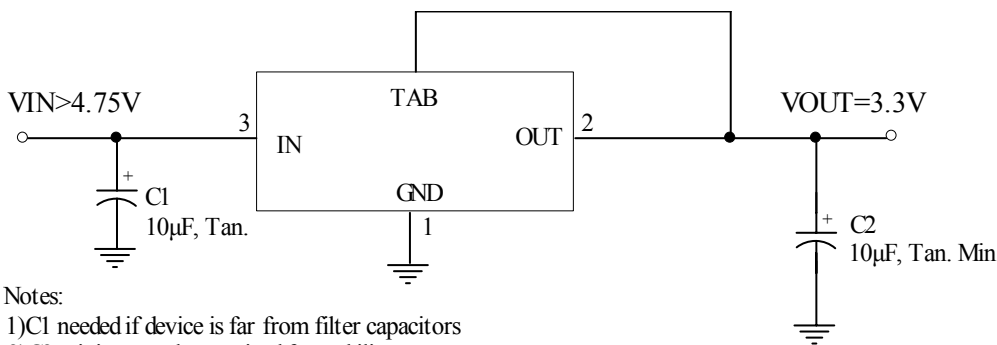 VIN>4.75V
TAB
VOUT=3.3V
3
IN
OUT
2
GND
1
+
C1
10μF, Tan.
+
C2
10μF, Tan. Min
Notes:
1)C1 needed if device is far from filter capacitors